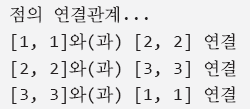 점의 연결관계...
[1, 1]와(과) [2, 2] 연결
[2, 2]와(과) [3, 3] 연결
[3, 3]와(과) [1, 1] 연결